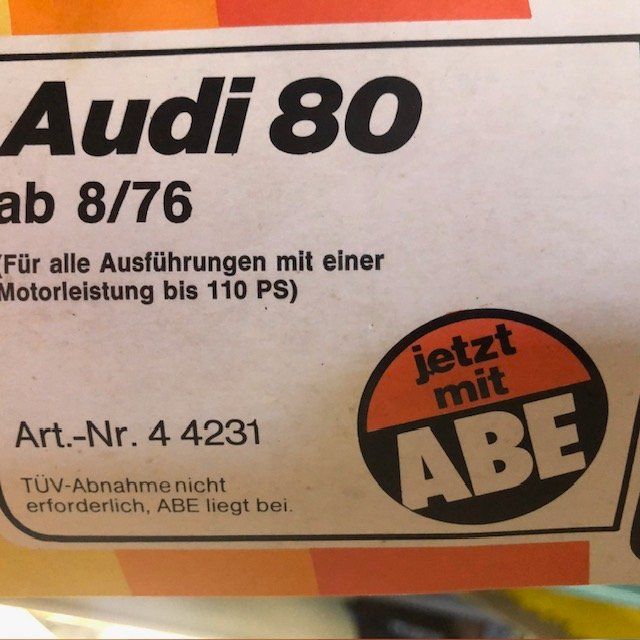 Audi 80
ab 8/76
(Für alle Ausführungen mit einer
Motorleistung bis 110 PS)
jetzt
mit
ABE
Art.-Nr. 4 4231
TÜV-Abnahme nicht
erforderlich, ABE liegt bei.